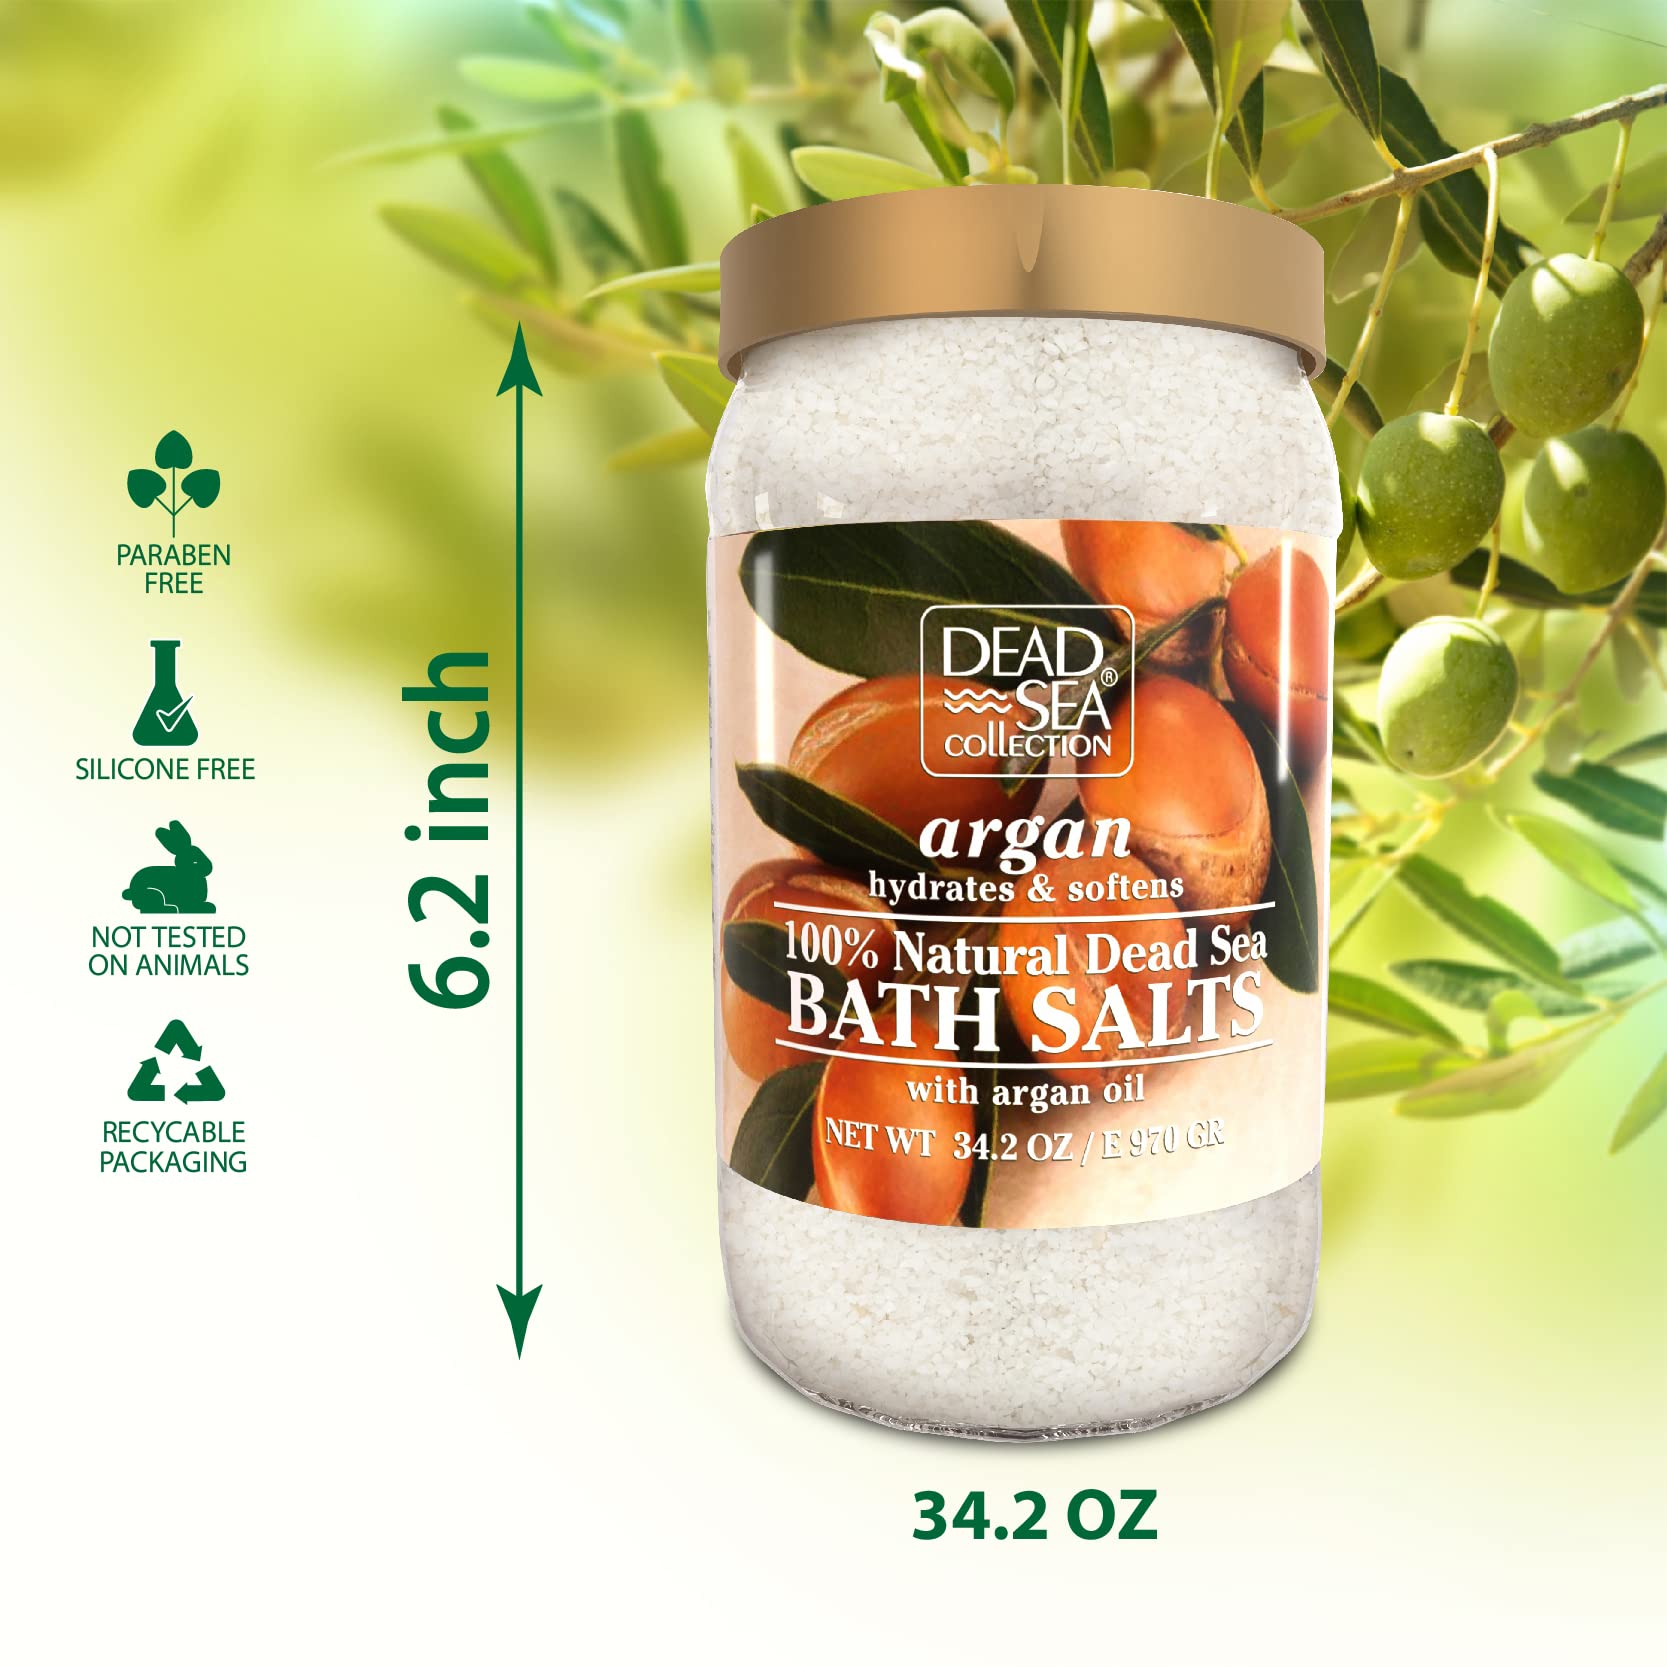 PARABEN
FREE
SILICONE FREE
NOT TESTED
ON ANIMALS
RECYCABLE
PACKAGING
6.2 inch
DEAD
SEA®
COLLECTION
argan
hydrates & softens
100% Natural Dead Sea
BATH SALTS
with argan oil
NET WT 34.2 OZ / E 970 GR
34.2 OZ